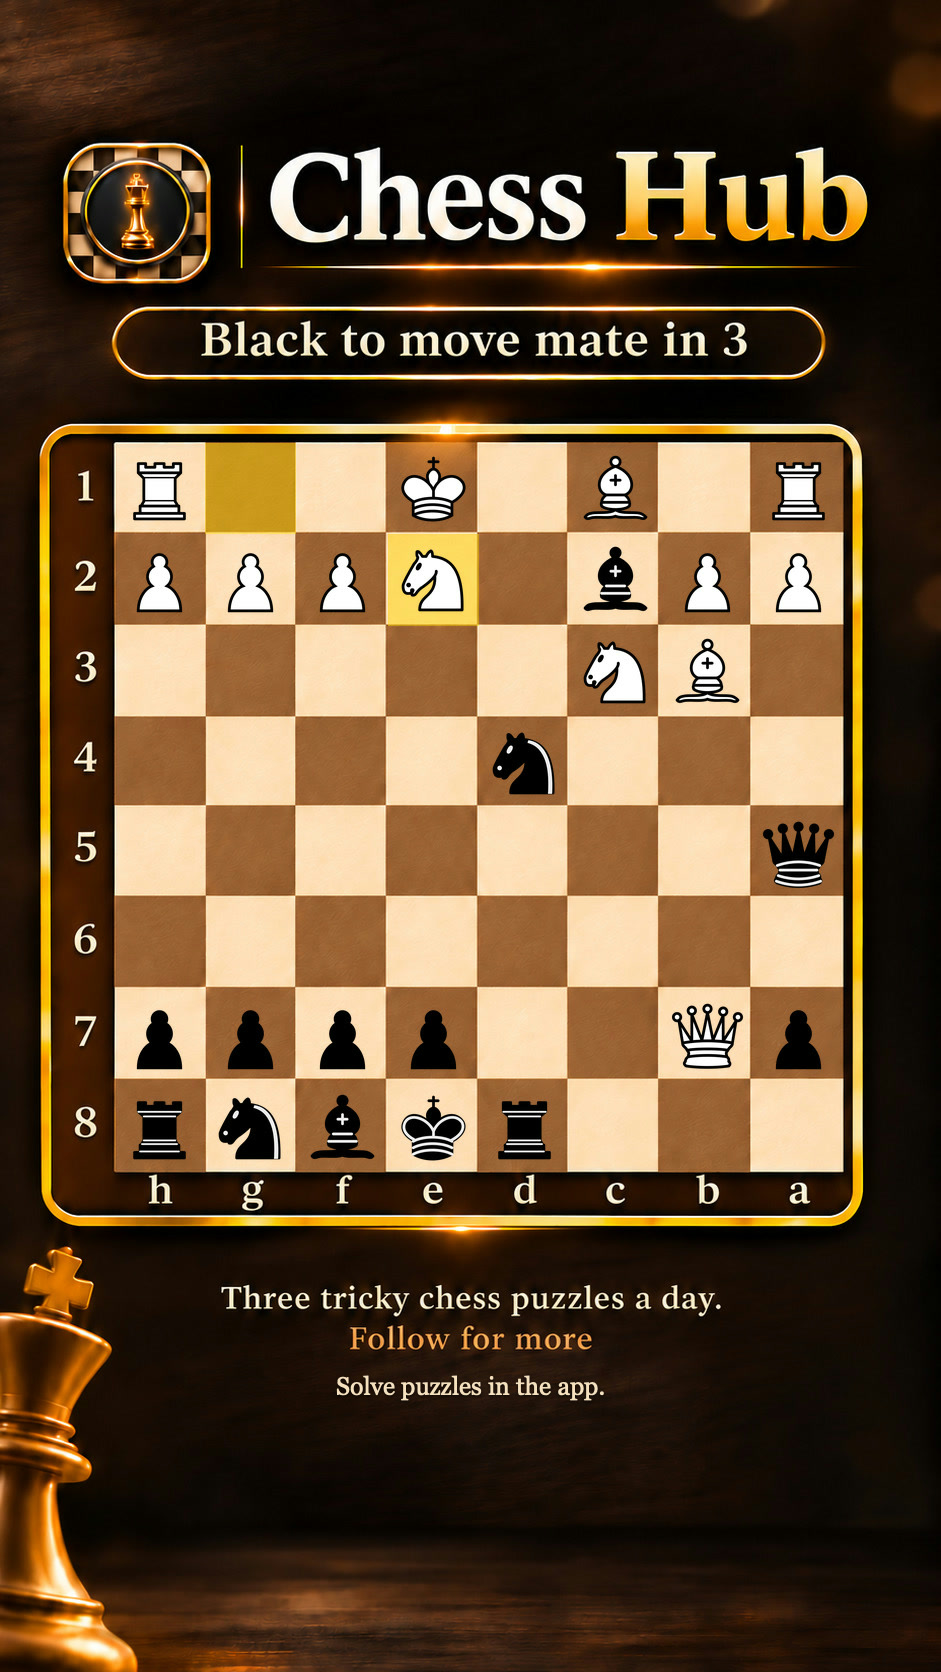 Chess Hub
Black to move mate in 3
1
2
3
4
5
6
7
8
h g f e d c b a
Three tricky chess puzzles a day.
Follow for more
Solve puzzles in the app.